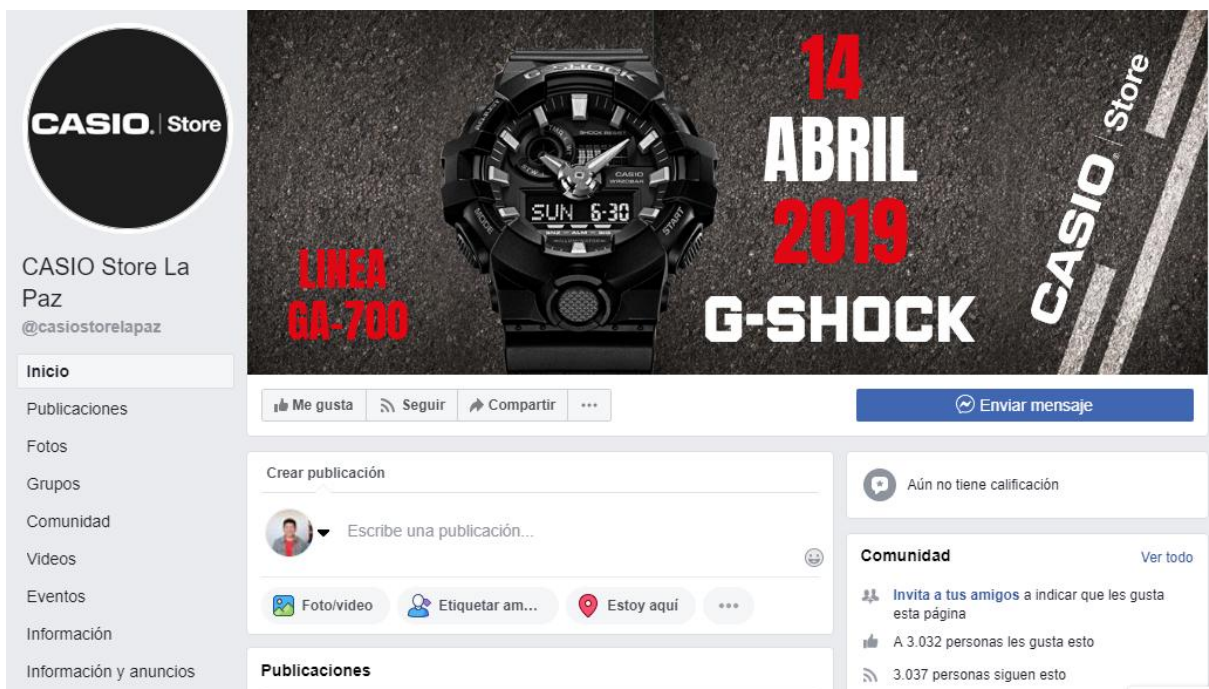 CASIO. | Store
CASIO Store La
Paz
@casiostorelapaz
Inicio
Publicaciones
Fotos
Grupos
Comunidad
Videos
Eventos
Información
Información y anuncios
G-SHOCK
SHOCK RESIST
CASIO
WR20BAR
SUN 6-30
MODE
START
LINEA
GA-700
14
ABRIL
2019
G-SHOCK
CASIO. | Store
Me gusta
Seguir
Compartir
Enviar mensaje
Crear publicación
Escribe una publicación...
Foto/video
Etiquetar am...
Estoy aquí
Publicaciones
Aún no tiene calificación
Comunidad
Ver todo
Invita a tus amigos a indicar que les gusta
esta página
A 3.032 personas les gusta esto
3.037 personas siguen esto